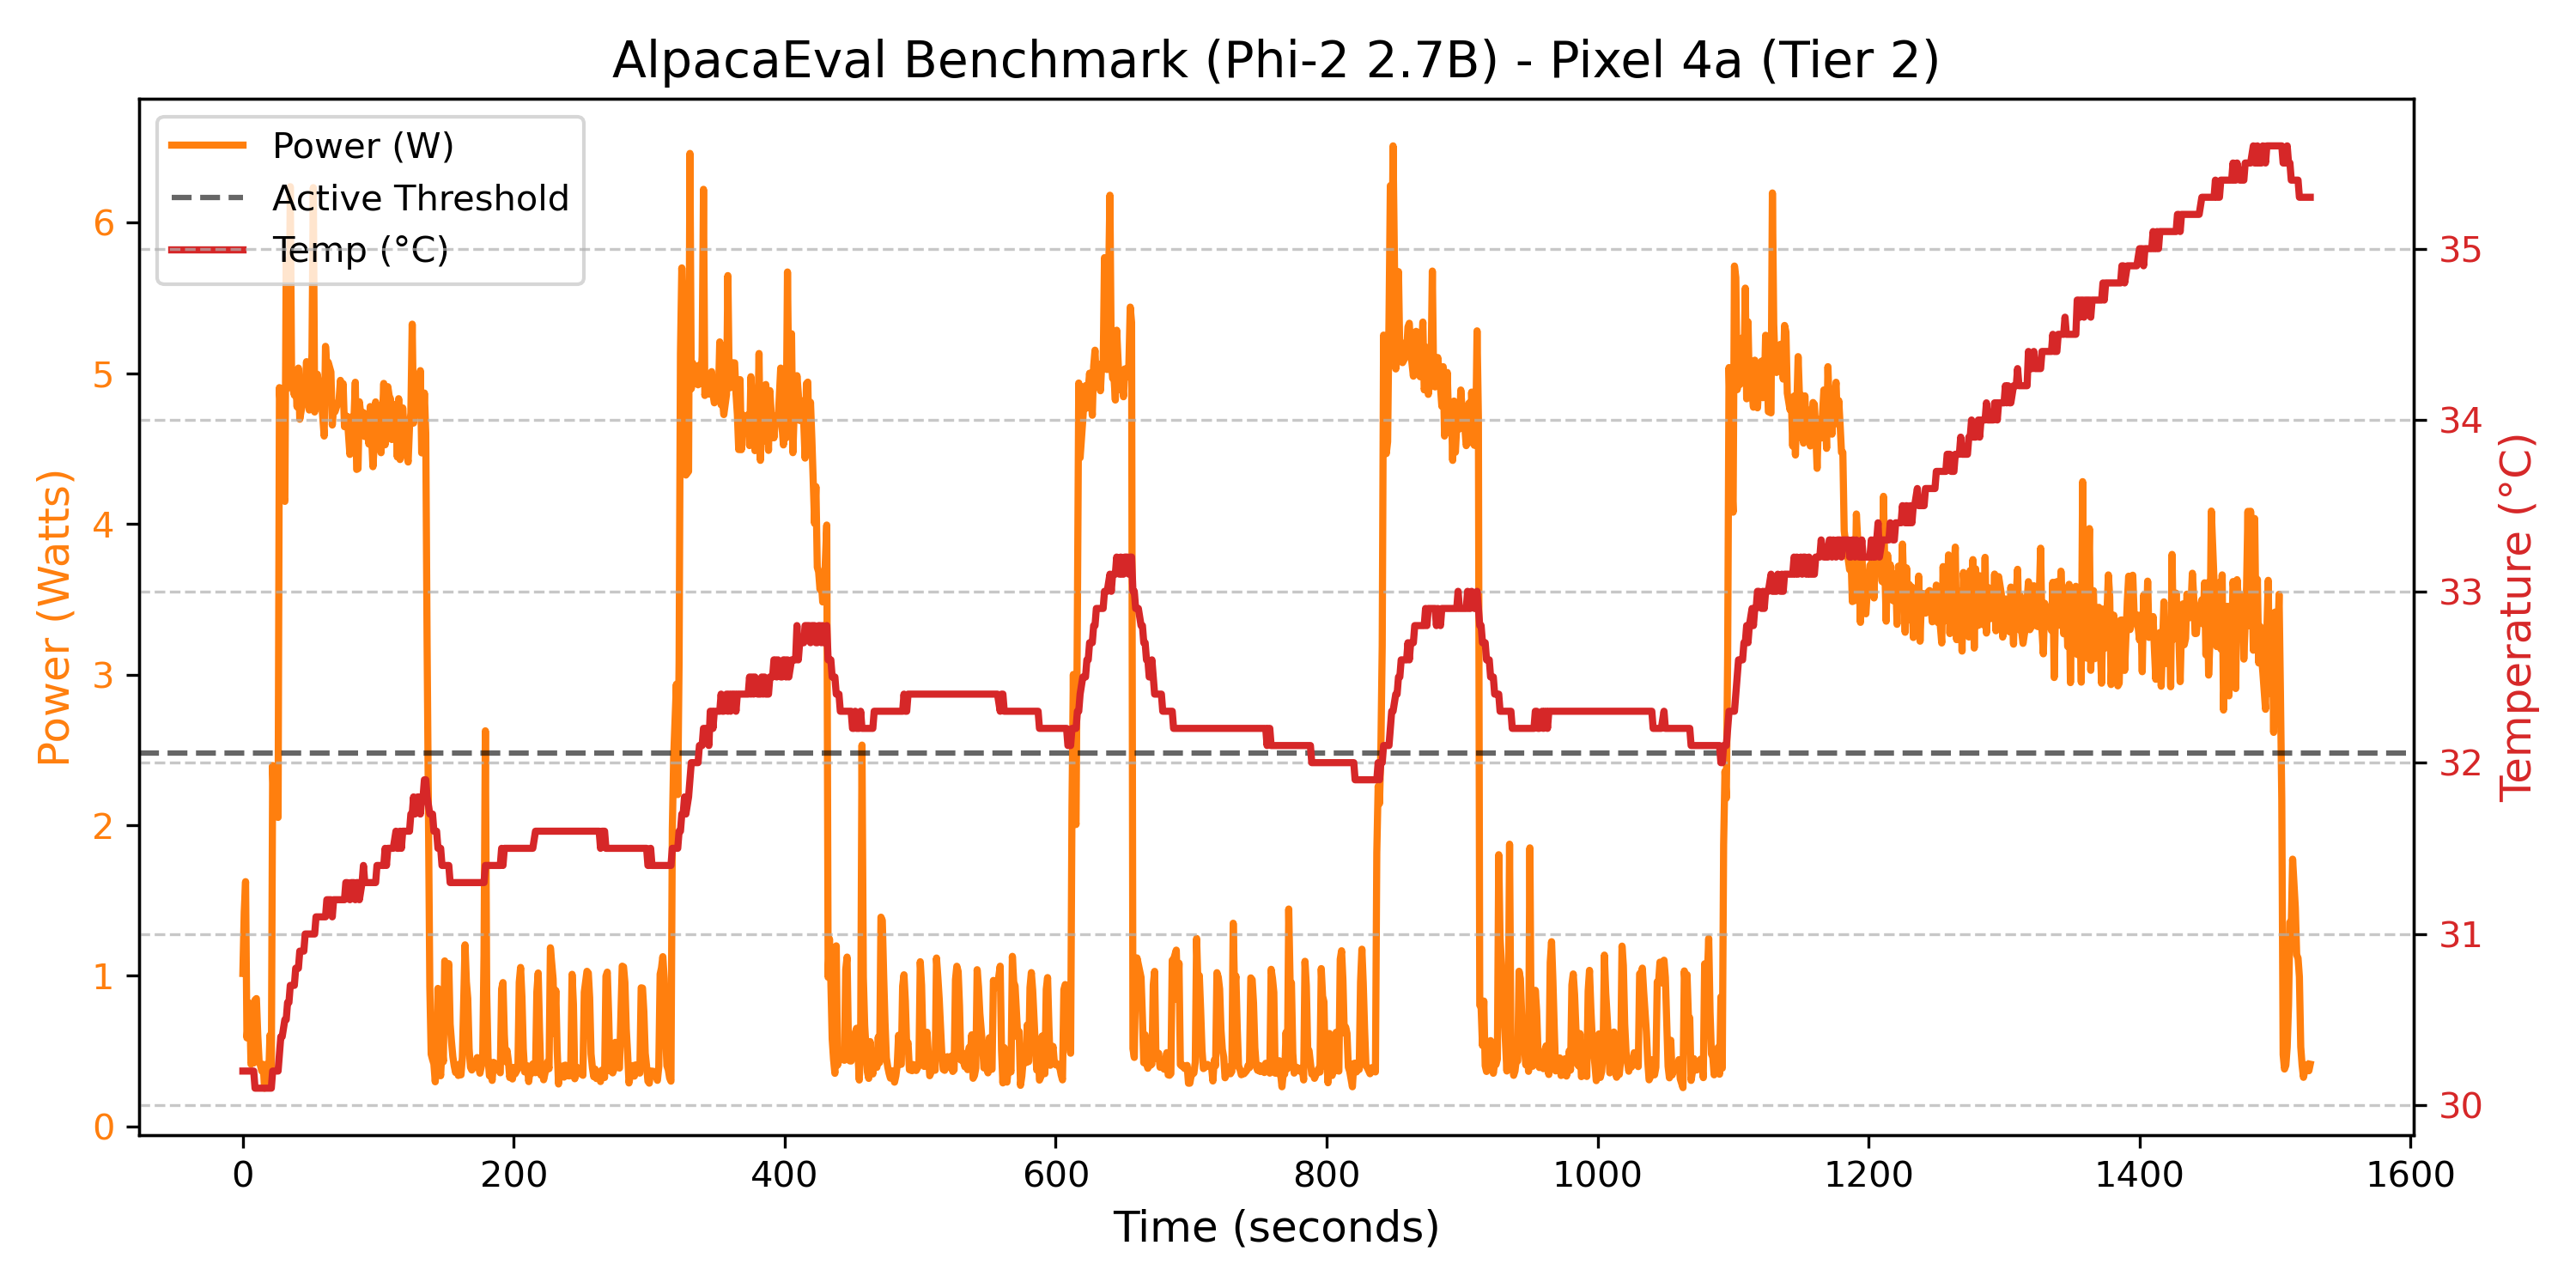 AlpacaEval Benchmark (Phi-2 2.7B) - Pixel 4a (Tier 2)
Power (W)
Active Threshold
Temp (°C)
Power (Watts)
6
5
4
3
2
1
0
35
34
33
32
31
30
Temperature (°C)
0 200 400 600 800 1000 1200 1400 1600
Time (seconds)